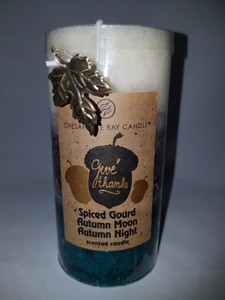 CHESAPEAKE BAY CANDLE
give
thanks
Spiced Gourd
Autumn Moon
Autumn Night
scented candle